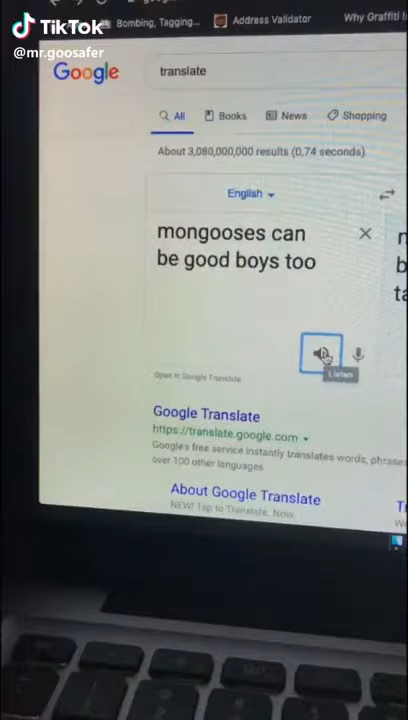 TikTok
@mr.goosafer
Bombing, Tagging...
Address Validator
Why Graffiti
Google
translate
All
Books
News
Shopping
About 3,080,000,000 results (0.74 seconds)
English
mongooses can
be good boys too
Listen
Open in Google Translate
Google Translate
https://translate.google.com
Google's free service instantly translates words, phrases
over 100 other languages
About Google Translate
NEW! Tap to Translate. Now,